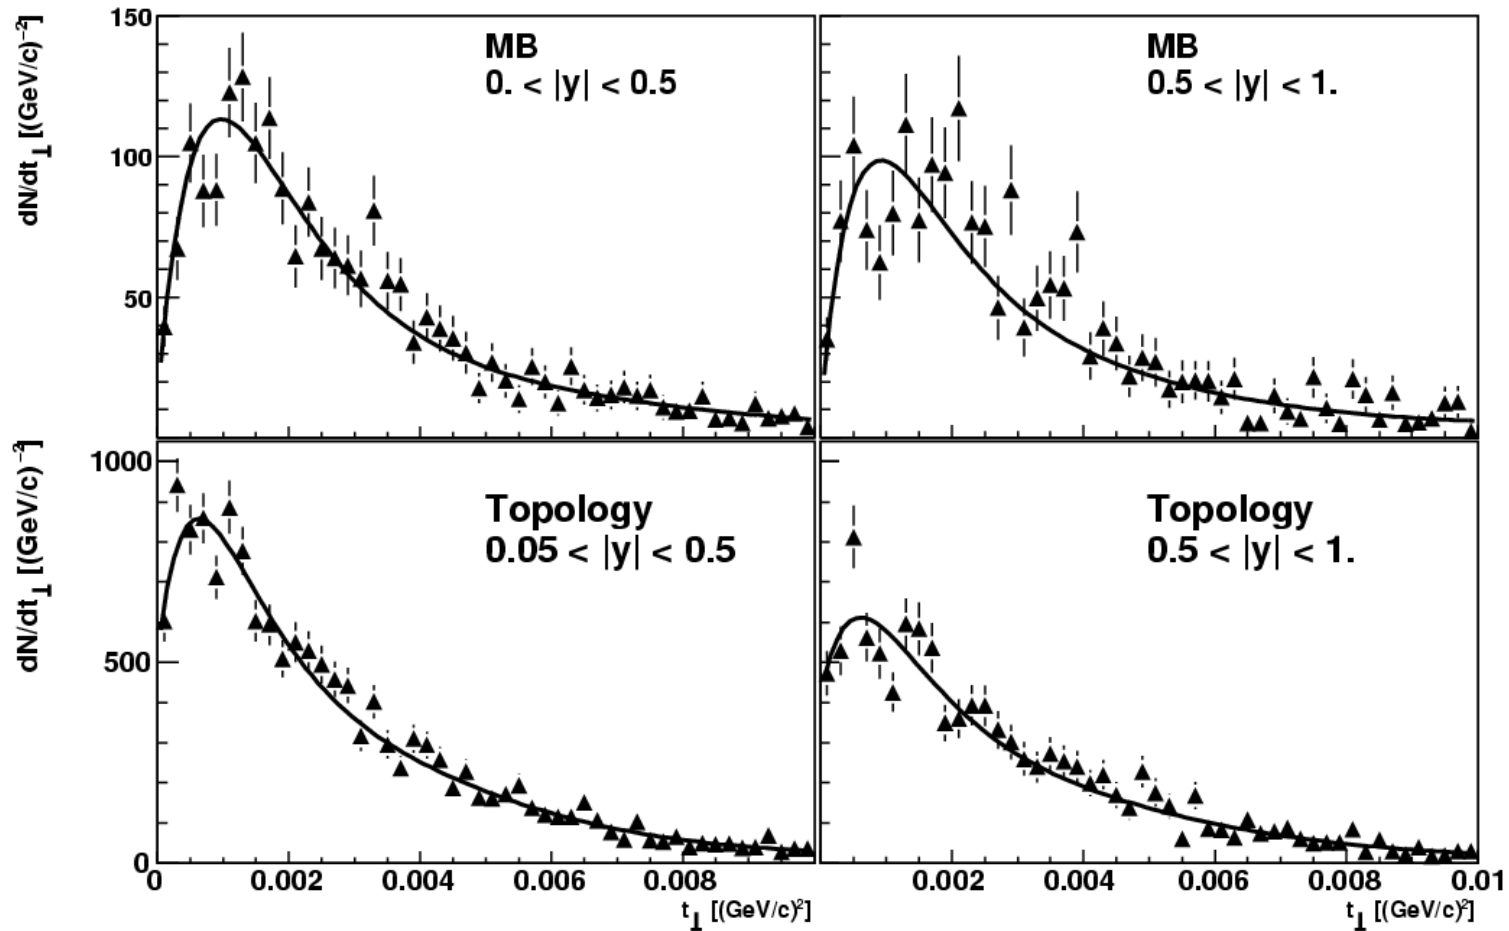 150
100
50
dN/dt⊥ [(GeV/c)⁻²]
MB
0. < |y| < 0.5
MB
0.5 < |y| < 1.
1000
500
0
dN/dt⊥ [(GeV/c)⁻²]
Topology
0.05 < |y| < 0.5
Topology
0.5 < |y| < 1.
0 0.002 0.004 0.006 0.008
0.002 0.004 0.006 0.008 0.01
t⊥ [(GeV/c)²]
t⊥ [(GeV/c)²]